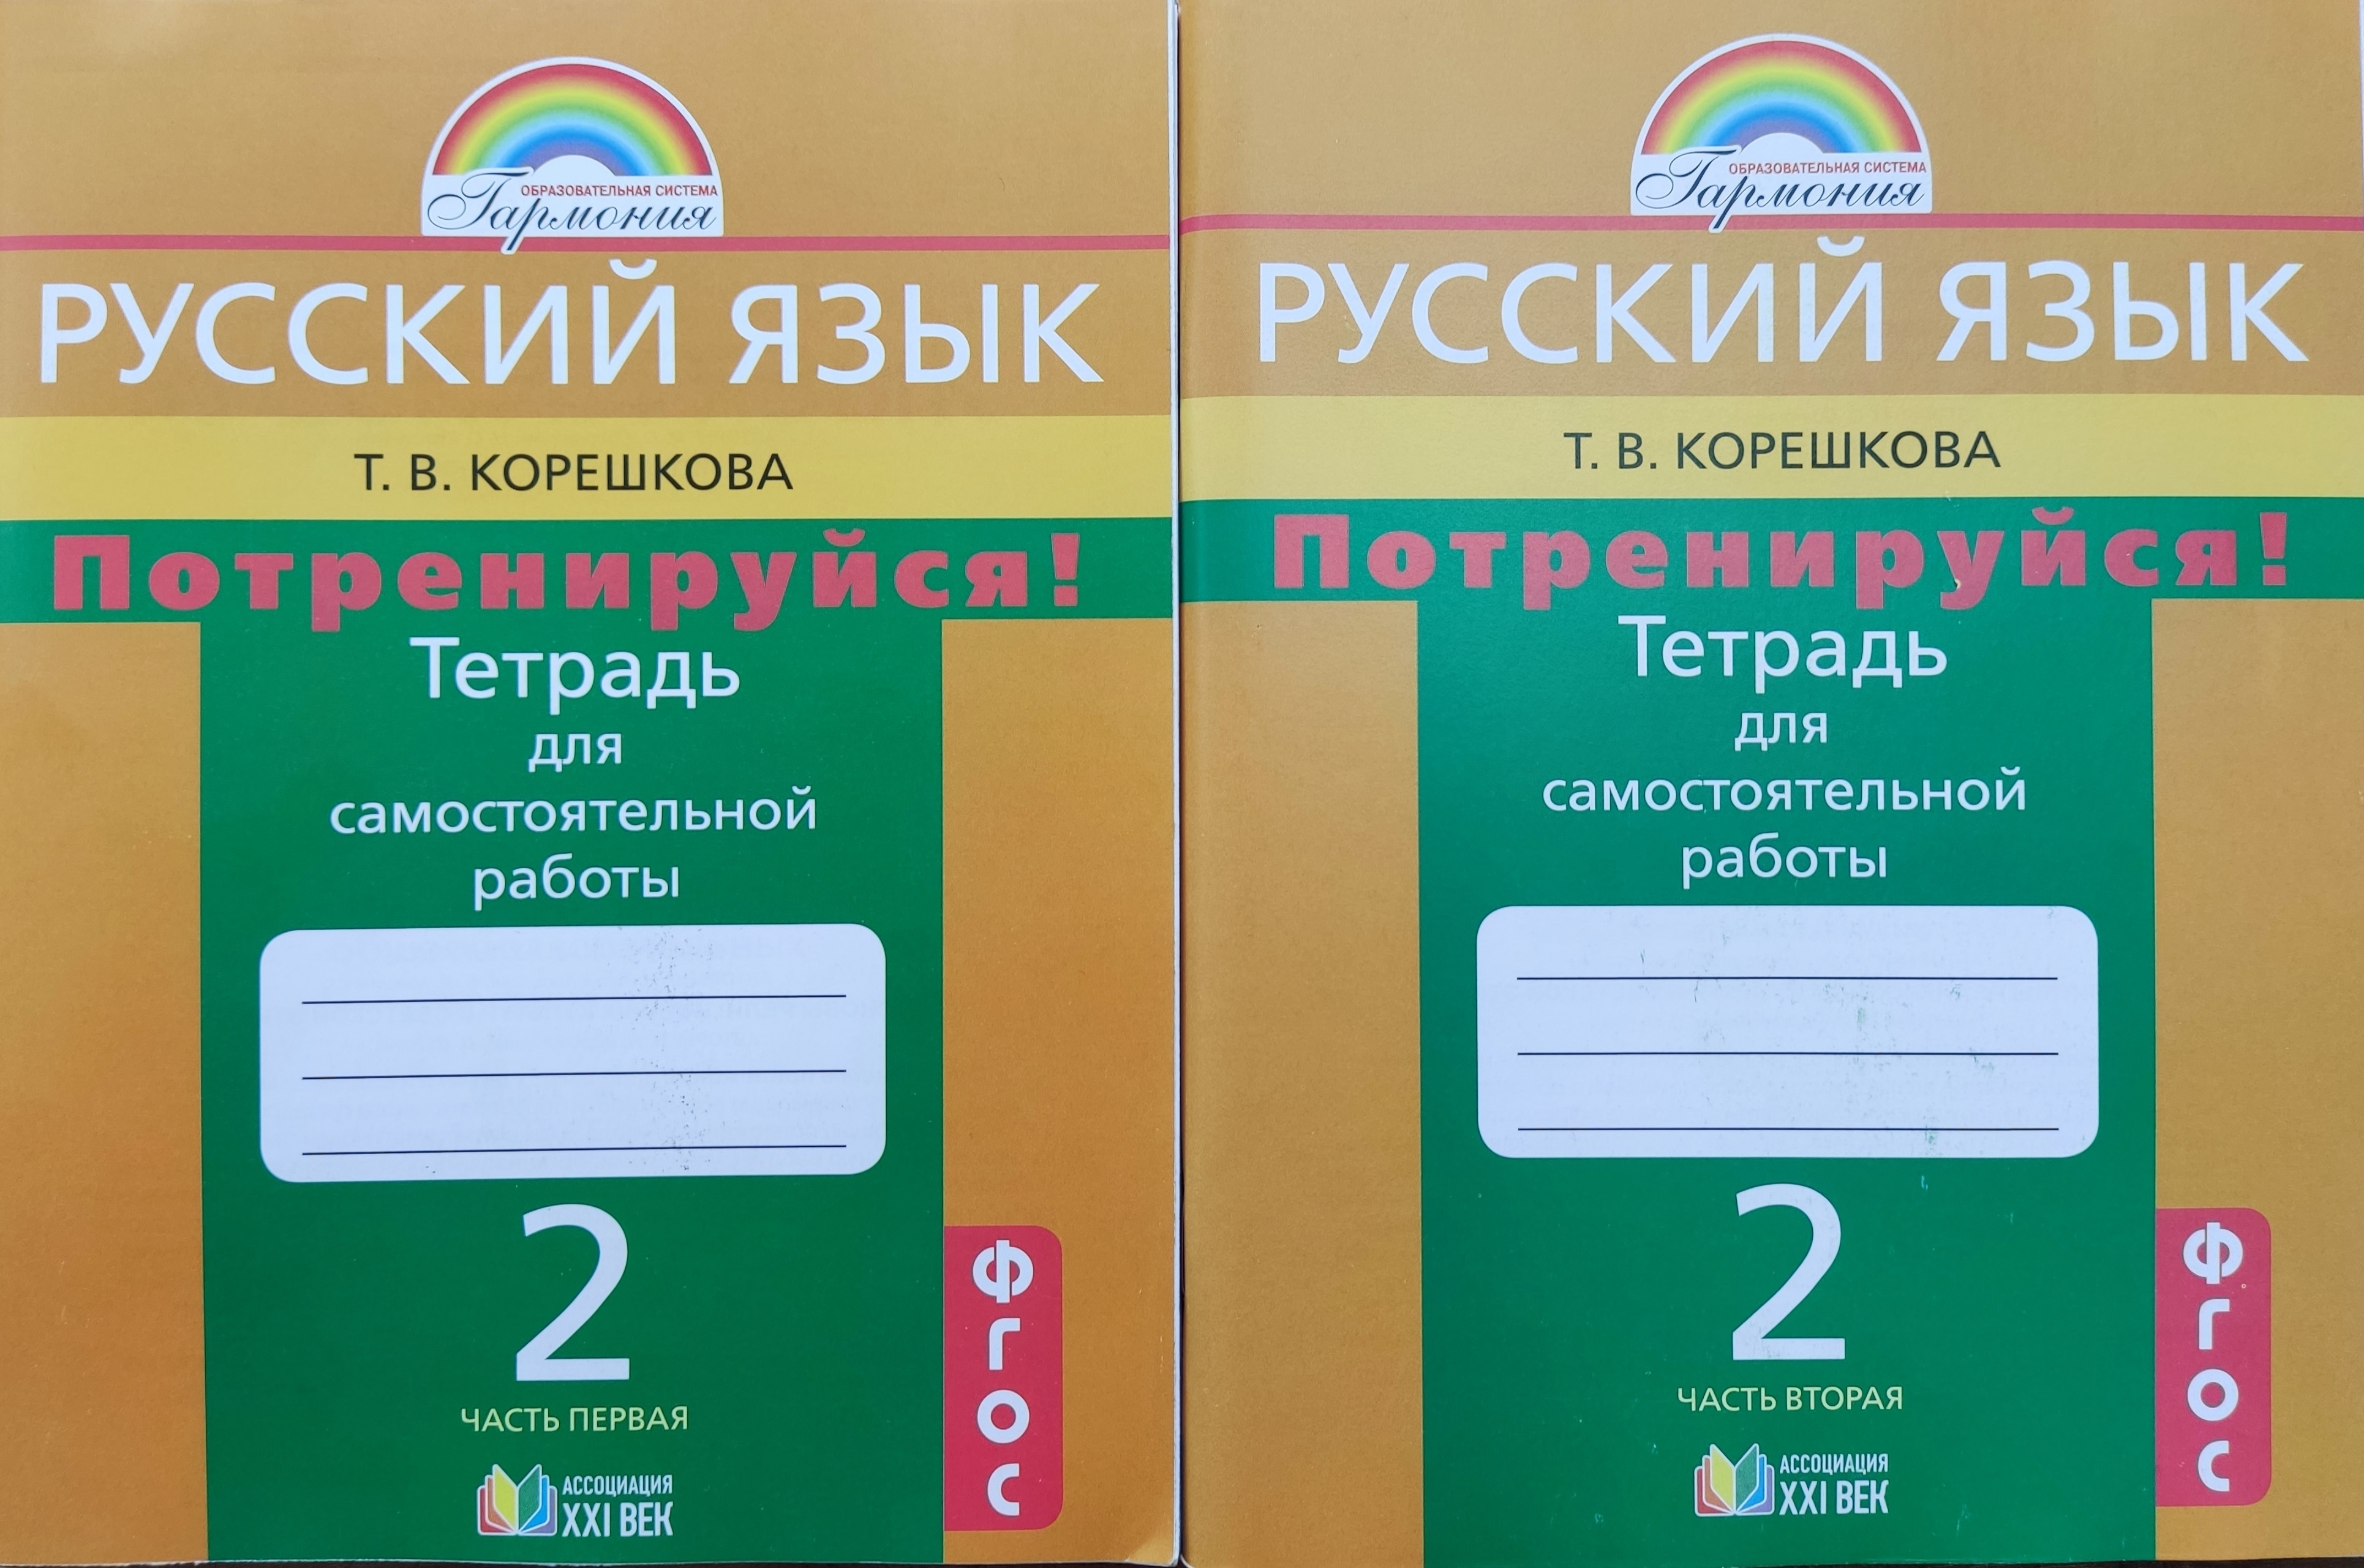 ОБРАЗОВАТЕЛЬНАЯ СИСТЕМА
Гармония
РУССКИЙ ЯЗЫК
Т. В. КОРЕШКОВА
Потренируйся!
Тетрадь
для
самостоятельной
работы
2
ЧАСТЬ ПЕРВАЯ
АССОЦИАЦИЯ
XXI ВЕК
ФГОС
ОБРАЗОВАТЕЛЬНАЯ СИСТЕМА
Гармония
РУССКИЙ ЯЗЫК
Т. В. КОРЕШКОВА
Потренируйся!
Тетрадь
для
самостоятельной
работы
2
ЧАСТЬ ВТОРАЯ
АССОЦИАЦИЯ
XXI ВЕК
ФГОС